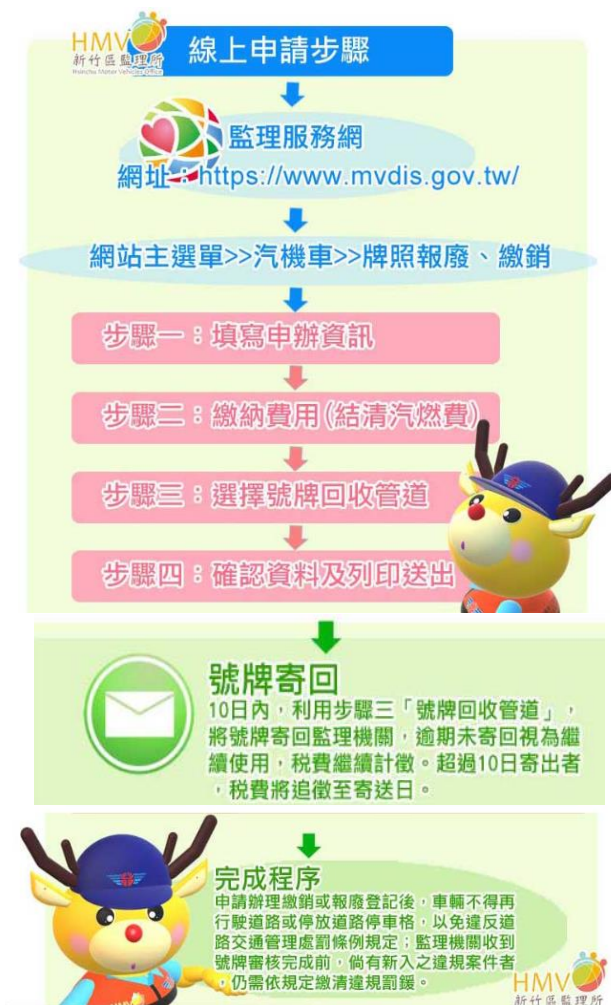 HMV
新竹區監理所
Hsinchu Motor Vehicles Office
線上申請步驟
監理服務網
網址：https://www.mvdis.gov.tw/
網站主選單>>汽機車>>牌照報廢、繳銷
步驟一：填寫申辦資訊
步驟二：繳納費用(結清汽燃費)
步驟三：選擇號牌回收管道
步驟四：確認資料及列印送出
號牌寄回
10日內，利用步驟三「號牌回收管道」，
將號牌寄回監理機關，逾期未寄回視為繼
續使用，税費繼續計徵。超過10日寄出者
，税費將追徵至寄送日。
完成程序
申請辦理繳銷或報廢登記後，車輛不得再
行駛道路或停放道路停車格，以免違反道
路交通管理處罰條例規定；監理機關收到
號牌審核完成前，倘有新入之違規案件者
，仍需依規定繳清違規罰鍰。
HMV
新竹區監理所